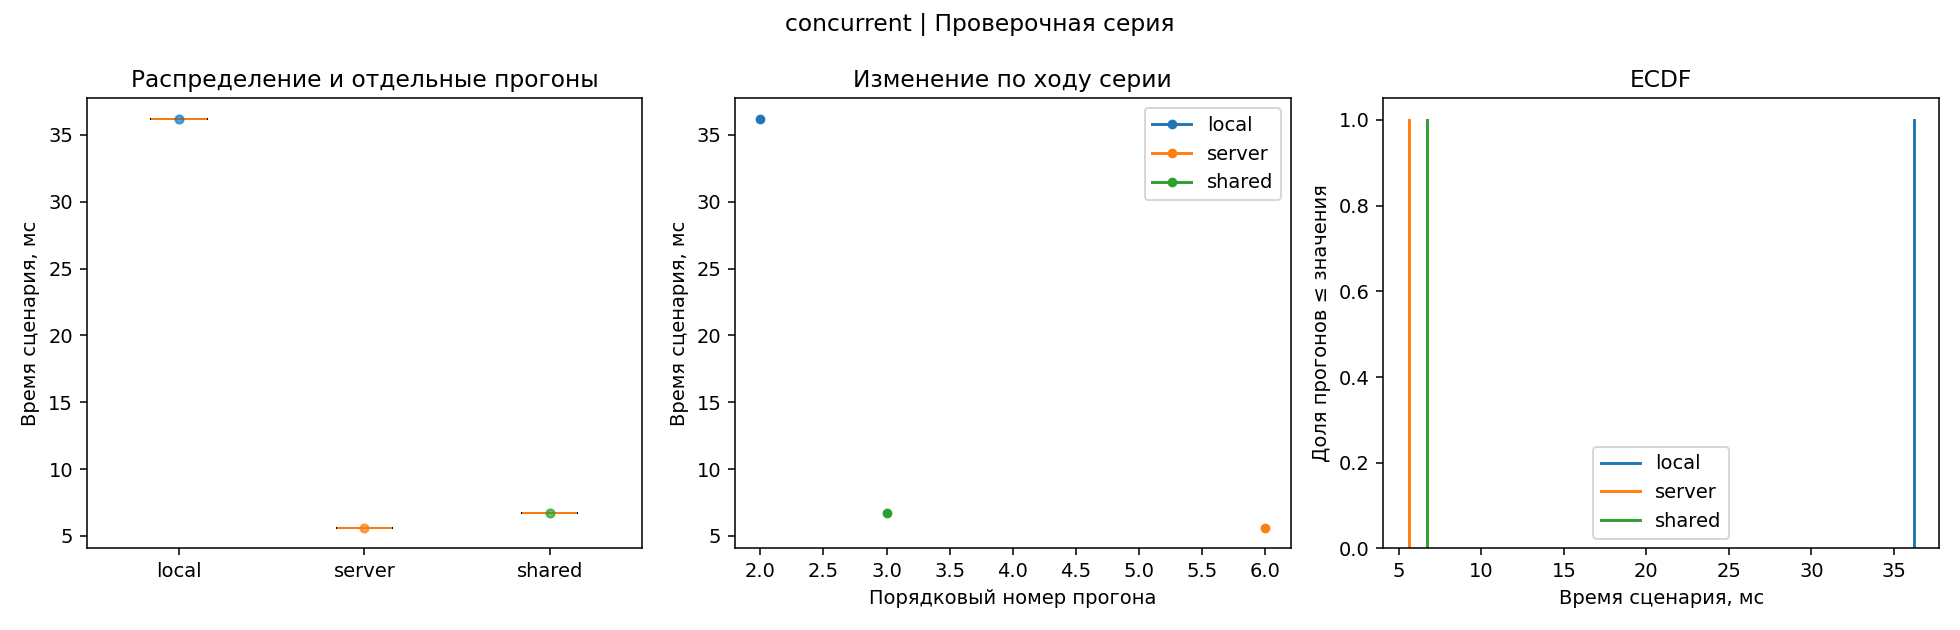 concurrent | Проверочная серия
Распределение и отдельные прогоны
Время сценария, мс
35
30
25
20
15
10
5
local
server
shared
Изменение по ходу серии
Время сценария, мс
35
30
25
20
15
10
5
local
server
shared
2.0
2.5
3.0
3.5
4.0
4.5
5.0
5.5
6.0
Порядковый номер прогона
ECDF
Доля прогонов ≤ значения
1.0
0.8
0.6
0.4
0.2
0.0
local
server
shared
5
10
15
20
25
30
35
Время сценария, мс